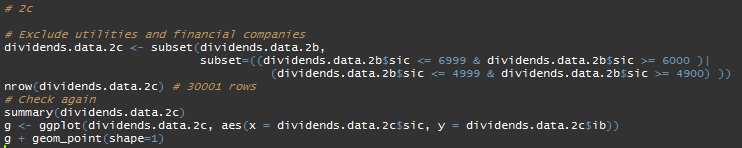 # 2c
# Exclude utilities and financial companies
dividends.data.2c <- subset(dividends.data.2b,
subset=((dividends.data.2b$sic <= 6999 & dividends.data.2b$sic >= 6000 )|
(dividends.data.2b$sic <= 4999 & dividends.data.2b$sic >= 4900) ))
nrow(dividends.data.2c) # 30001 rows
# Check again
summary(dividends.data.2c)
g <- ggplot(dividends.data.2c, aes(x = dividends.data.2c$sic, y = dividends.data.2c$ib))
g + geom_point(shape=1)